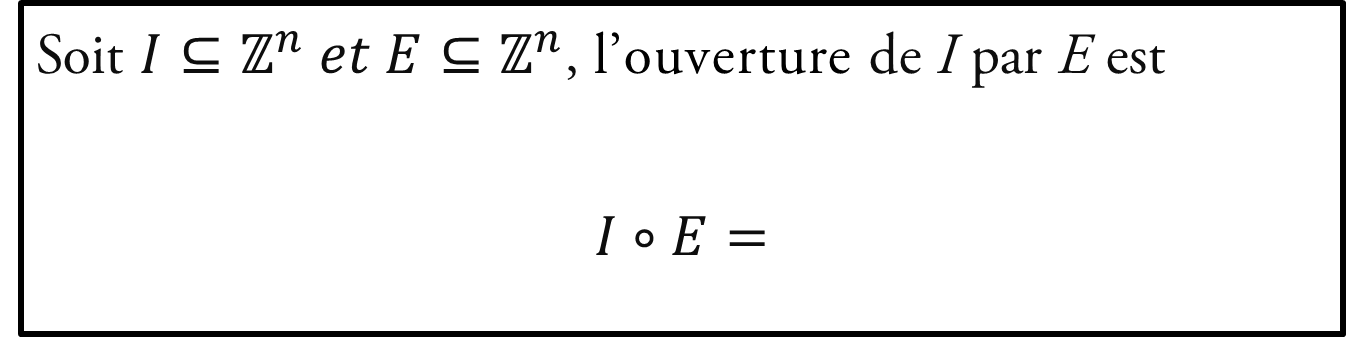 Soit I ⊆ ℤⁿ et E ⊆ ℤⁿ, l’ouverture de I par E est
I ∘ E =